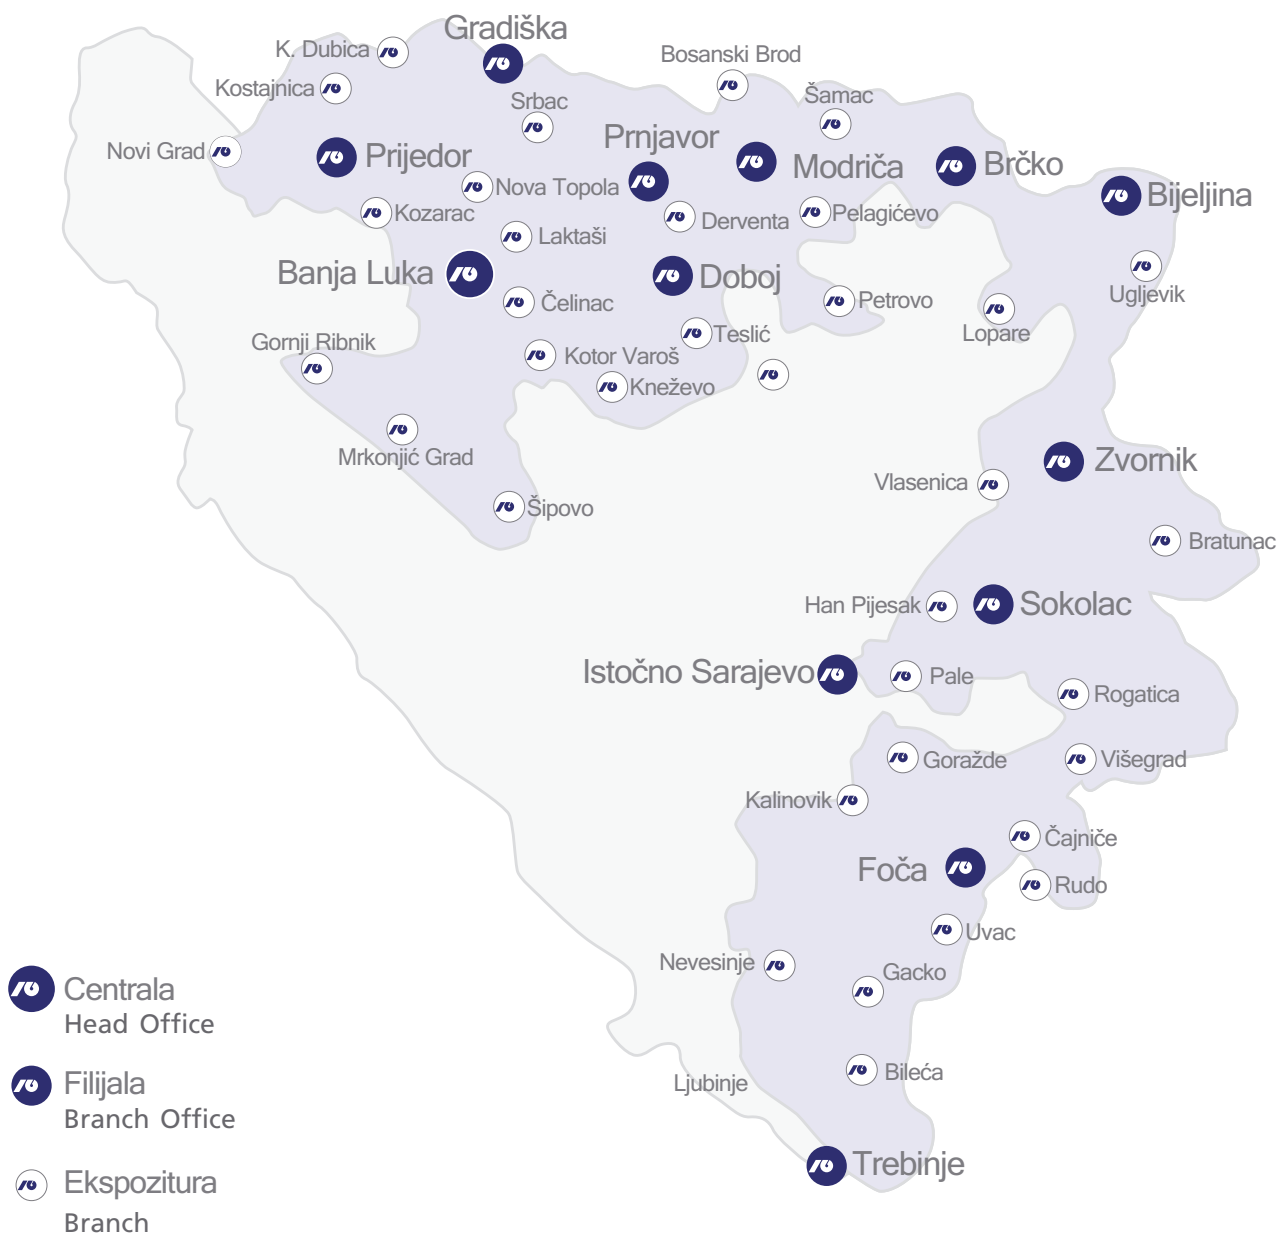 Gradiška
K. Dubica
Bosanski Brod
Kostajnica
Šamac
Srbac
Prnjavor
Novi Grad
Prijedor
Modriča
Brčko
Nova Topola
Bijeljina
Kozarac
Derventa
Pelagićevo
Laktaši
Banja Luka
Doboj
Ugljevik
Čelinac
Petrovo
Lopare
Teslić
Gornji Ribnik
Kotor Varoš
Kneževo
Mrkonjić Grad
Zvornik
Vlasenica
Šipovo
Bratunac
Han Pijesak
Sokolac
Istočno Sarajevo
Pale
Rogatica
Goražde
Višegrad
Kalinovik
Čajniče
Foča
Rudo
Uvac
Nevesinje
Gacko
Bileća
Ljubinje
Trebinje
Centrala
Head Office
Filijala
Branch Office
Ekspozitura
Branch